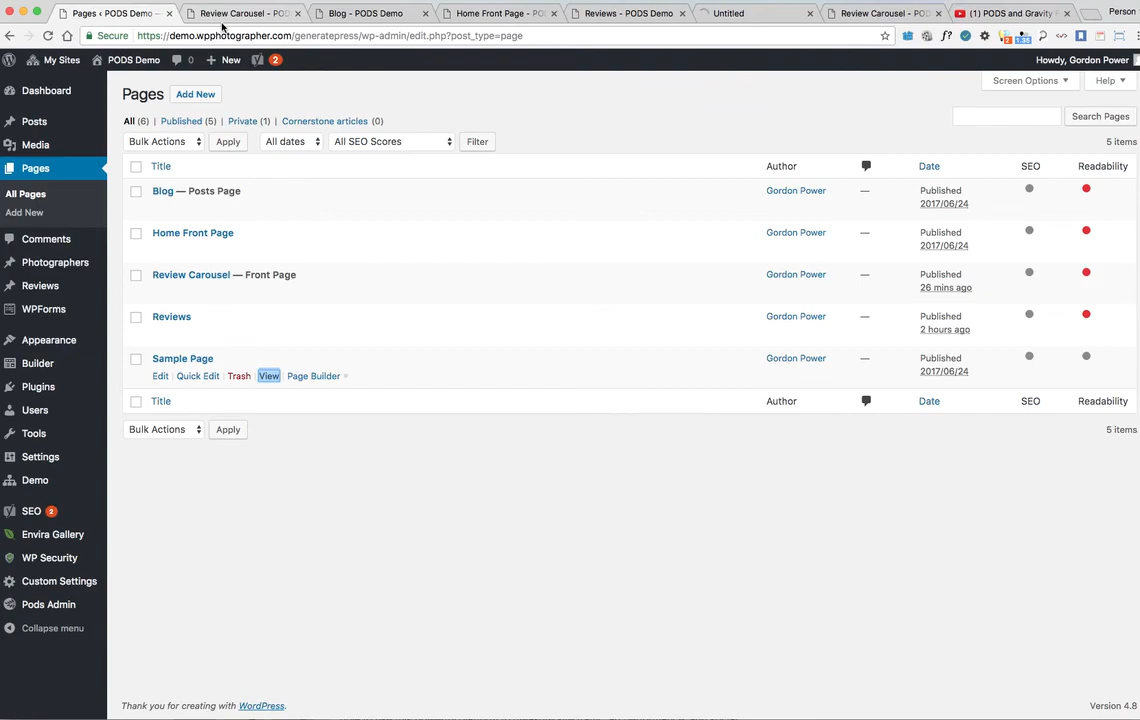 Pages ‹ PODS Demo —
Review Carousel - POD
Blog - PODS Demo
Home Front Page - PO
Reviews - PODS Demo
Untitled
Review Carousel - POD
(1) PODS and Gravity F
Person
Secure
https://demo.wpphotographer.com/generatepress/wp-admin/edit.php?post_type=page
My Sites
PODS Demo
0
New
2
Howdy, Gordon Power
Dashboard
Posts
Media
Pages
All Pages
Add New
Comments
Photographers
Reviews
WPForms
Appearance
Builder
Plugins
Users
Tools
Settings
Demo
SEO 2
Envira Gallery
WP Security
Custom Settings
Pods Admin
Collapse menu
Screen Options
Help
Pages Add New
All (6) | Published (5) | Private (1) | Cornerstone articles (0)
Search Pages
Bulk Actions Apply All dates All SEO Scores Filter
5 items
Title Author Date SEO Readability
Blog — Posts Page Gordon Power — Published
2017/06/24
Home Front Page Gordon Power — Published
2017/06/24
Review Carousel — Front Page Gordon Power — Published
26 mins ago
Reviews Gordon Power — Published
2 hours ago
Sample Page Gordon Power — Published
2017/06/24
Edit | Quick Edit | Trash | View | Page Builder
Title Author Date SEO Readability
Bulk Actions Apply
5 items
Thank you for creating with WordPress.
Version 4.8